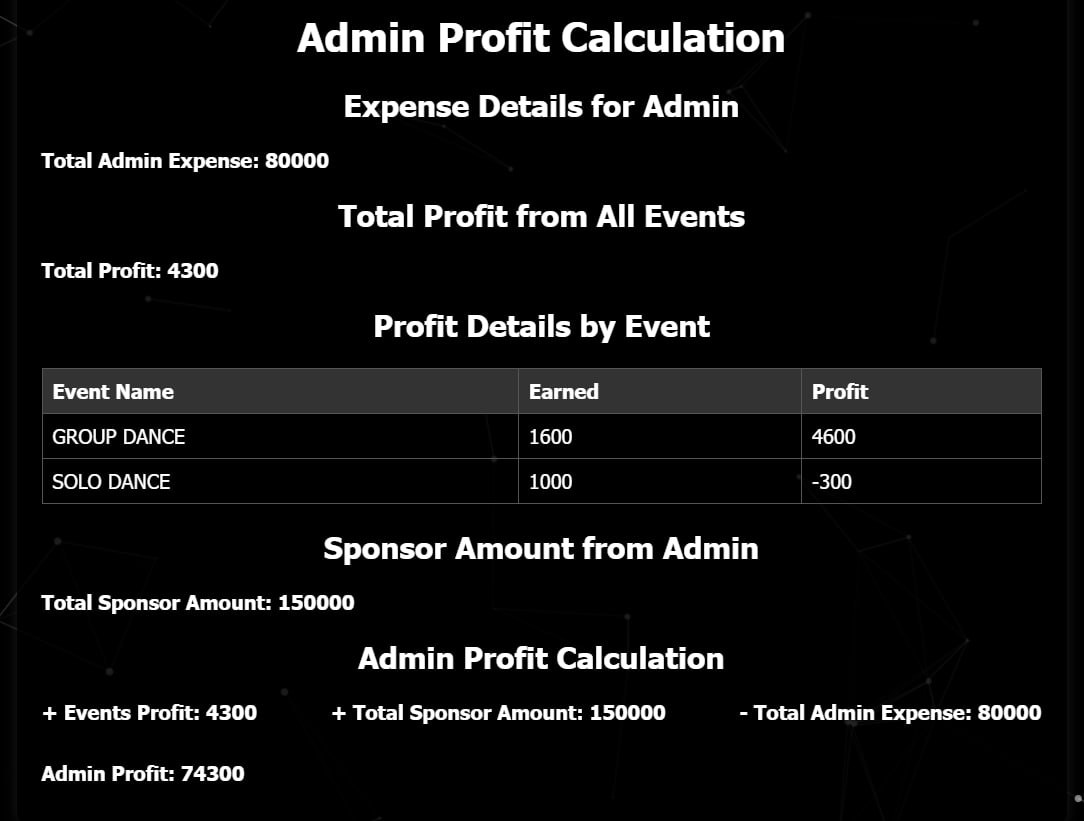 Admin Profit Calculation
Expense Details for Admin
Total Admin Expense: 80000
Total Profit from All Events
Total Profit: 4300
Profit Details by Event
Event Name Earned Profit
GROUP DANCE 1600 4600
SOLO DANCE 1000 -300
Sponsor Amount from Admin
Total Sponsor Amount: 150000
Admin Profit Calculation
+ Events Profit: 4300 + Total Sponsor Amount: 150000 - Total Admin Expense: 80000
Admin Profit: 74300